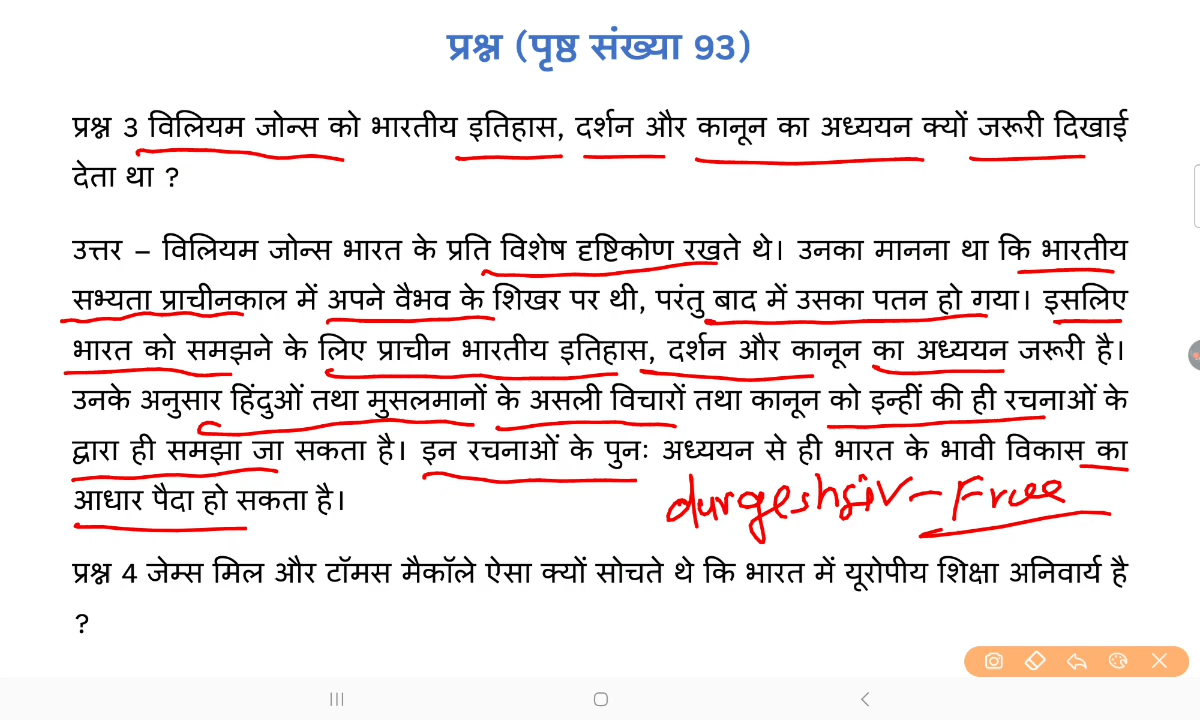 प्रश्न (पृष्ठ संख्या 93)
प्रश्न 3 विलियम जोन्स को भारतीय इतिहास, दर्शन और कानून का अध्ययन क्यों जरूरी दिखाई
देता था ?
उत्तर – विलियम जोन्स भारत के प्रति विशेष दृष्टिकोण रखते थे। उनका मानना था कि भारतीय
सभ्यता प्राचीनकाल में अपने वैभव के शिखर पर थी, परंतु बाद में उसका पतन हो गया। इसलिए
भारत को समझने के लिए प्राचीन भारतीय इतिहास, दर्शन और कानून का अध्ययन जरूरी है।
उनके अनुसार हिंदुओं तथा मुसलमानों के असली विचारों तथा कानून को इन्हीं की ही रचनाओं के
द्वारा ही समझा जा सकता है। इन रचनाओं के पुनः अध्ययन से ही भारत के भावी विकास का
आधार पैदा हो सकता है।
durgeshsiv - Free
प्रश्न 4 जेम्स मिल और टॉमस मैकॉले ऐसा क्यों सोचते थे कि भारत में यूरोपीय शिक्षा अनिवार्य है
?